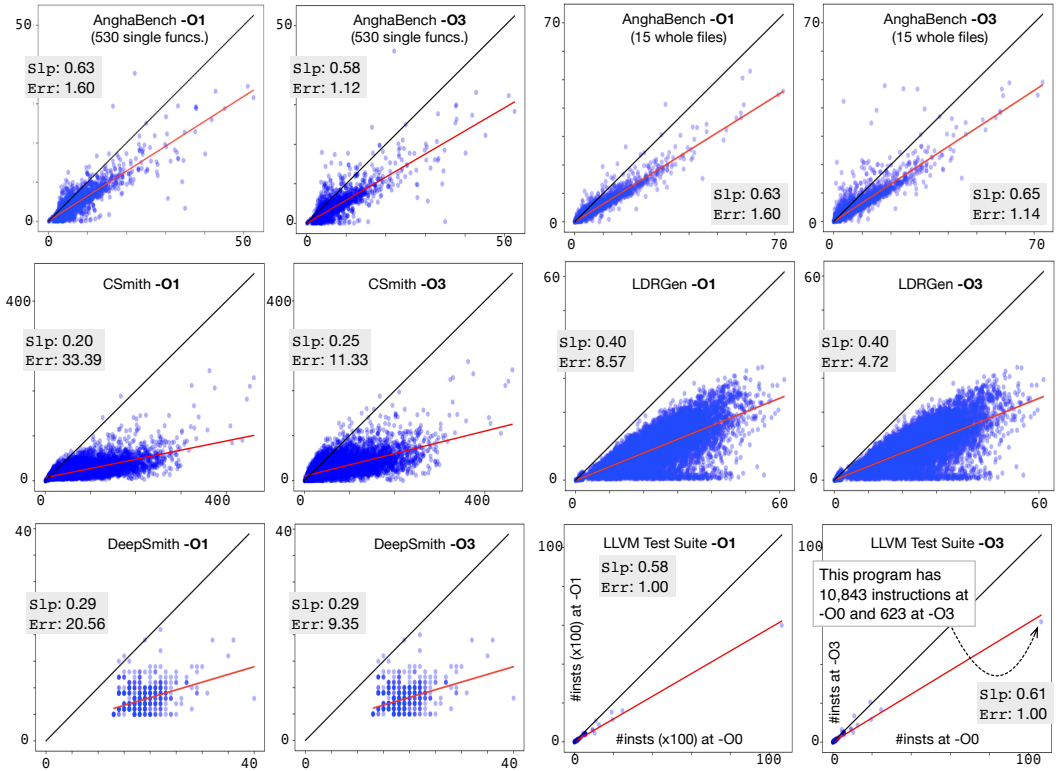 AnghaBench -O1
(530 single funcs.)
50
Slp: 0.63
Err: 1.60
0
0
50
AnghaBench -O3
(530 single funcs.)
50
Slp: 0.58
Err: 1.12
0
0
50
AnghaBench -O1
(15 whole files)
70
Slp: 0.63
Err: 1.60
0
0
70
AnghaBench -O3
(15 whole files)
70
Slp: 0.65
Err: 1.14
0
0
70
CSmith -O1
400
Slp: 0.20
Err: 33.39
0
0
400
CSmith -O3
400
Slp: 0.25
Err: 11.33
0
0
400
LDRGen -O1
60
Slp: 0.40
Err: 8.57
0
0
60
LDRGen -O3
60
Slp: 0.40
Err: 4.72
0
0
60
DeepSmith -O1
40
Slp: 0.29
Err: 20.56
0
0
40
DeepSmith -O3
40
Slp: 0.29
Err: 9.35
0
0
40
LLVM Test Suite -O1
100
Slp: 0.58
Err: 1.00
#insts (x100) at -O1
#insts (x100) at -O0
0
0
100
LLVM Test Suite -O3
100
This program has
10,843 instructions at
-O0 and 623 at -O3
#insts at -O3
Slp: 0.61
Err: 1.00
#insts at -O0
0
0
100